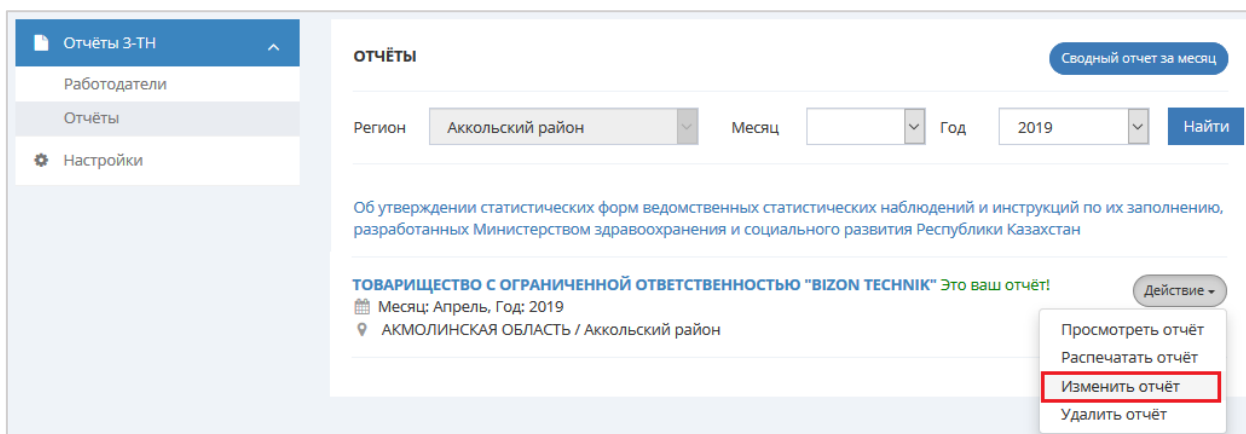 Отчёты 3-ТН
Работодатели
Отчёты
Настройки
ОТЧЁТЫ
Сводный отчет за месяц
Регион Аккольский район Месяц Год 2019 Найти
Об утверждении статистических форм ведомственных статистических наблюдений и инструкций по их заполнению,
разработанных Министерством здравоохранения и социального развития Республики Казахстан
ТОВАРИЩЕСТВО С ОГРАНИЧЕННОЙ ОТВЕТСТВЕННОСТЬЮ "BIZON TECHNIK" Это ваш отчёт!
Действие
Месяц: Апрель, Год: 2019
АКМОЛИНСКАЯ ОБЛАСТЬ / Аккольский район
Просмотреть отчёт
Распечатать отчёт
Изменить отчёт
Удалить отчёт